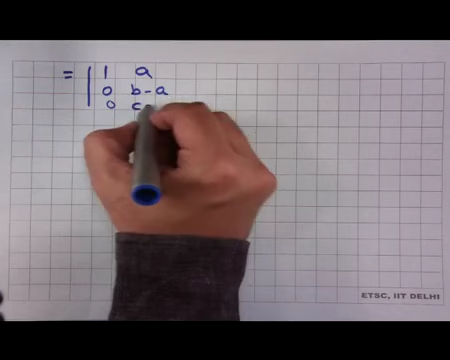 = | 1 a
0 b-a
0 c
ETSC, IIT DELHI